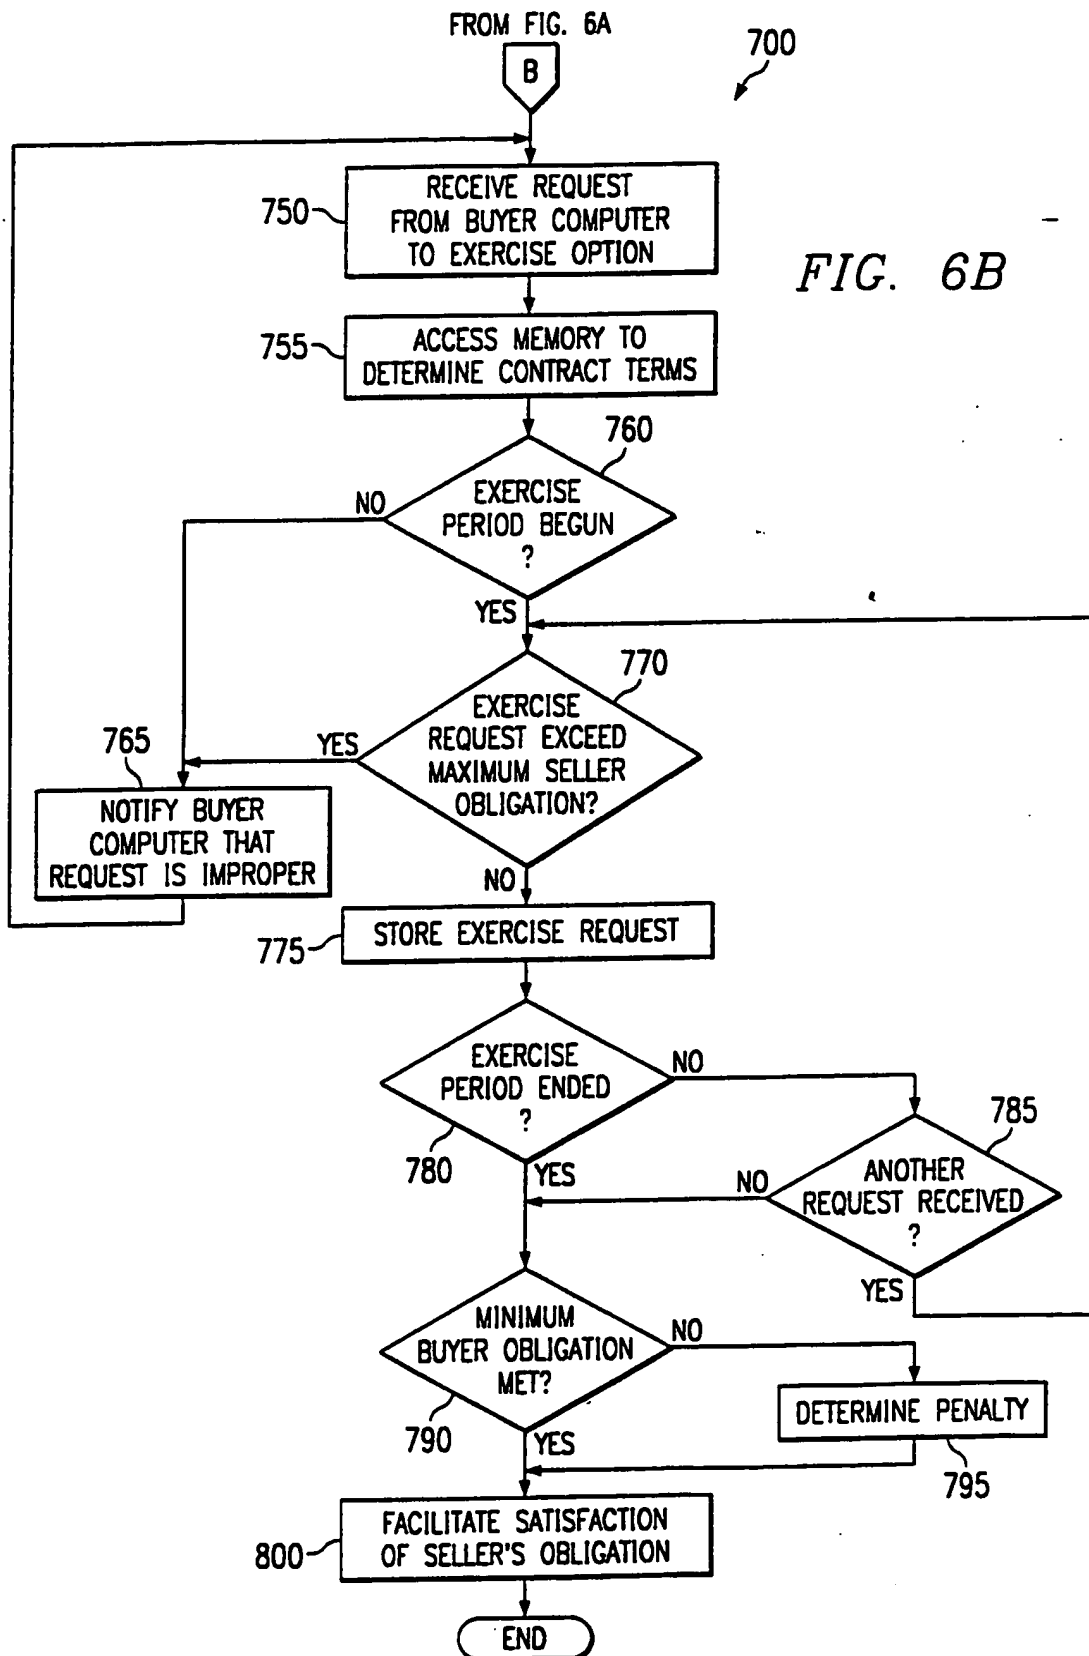 FROM FIG. 6A
B
700
750
RECEIVE REQUEST
FROM BUYER COMPUTER
TO EXERCISE OPTION
FIG. 6B
755
ACCESS MEMORY TO
DETERMINE CONTRACT TERMS
760
NO
EXERCISE
PERIOD BEGUN
?
YES
770
EXERCISE
REQUEST EXCEED
MAXIMUM SELLER
OBLIGATION?
YES
765
NOTIFY BUYER
COMPUTER THAT
REQUEST IS IMPROPER
NO
775
STORE EXERCISE REQUEST
EXERCISE
PERIOD ENDED
?
NO
780
YES
785
ANOTHER
REQUEST RECEIVED
?
NO
YES
MINIMUM
BUYER OBLIGATION
MET?
NO
790
YES
DETERMINE PENALTY
795
800
FACILITATE SATISFACTION
OF SELLER'S OBLIGATION
END